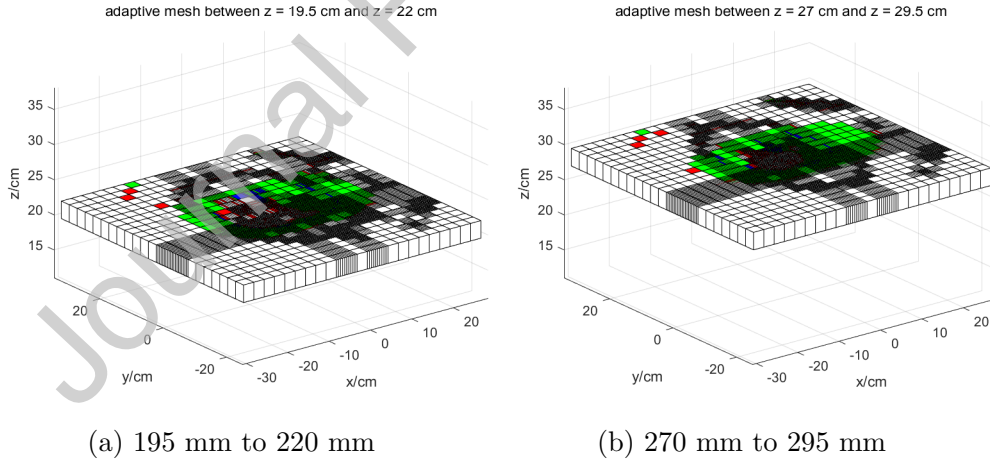 adaptive mesh between z = 19.5 cm and z = 22 cm
35
30
25
20
15
z/cm
20
0
-20
y/cm
-30
-20
-10
0
10
20
x/cm
(a) 195 mm to 220 mm
adaptive mesh between z = 27 cm and z = 29.5 cm
35
30
25
20
15
z/cm
20
0
-20
y/cm
-30
-20
-10
0
10
20
x/cm
(b) 270 mm to 295 mm
Journal